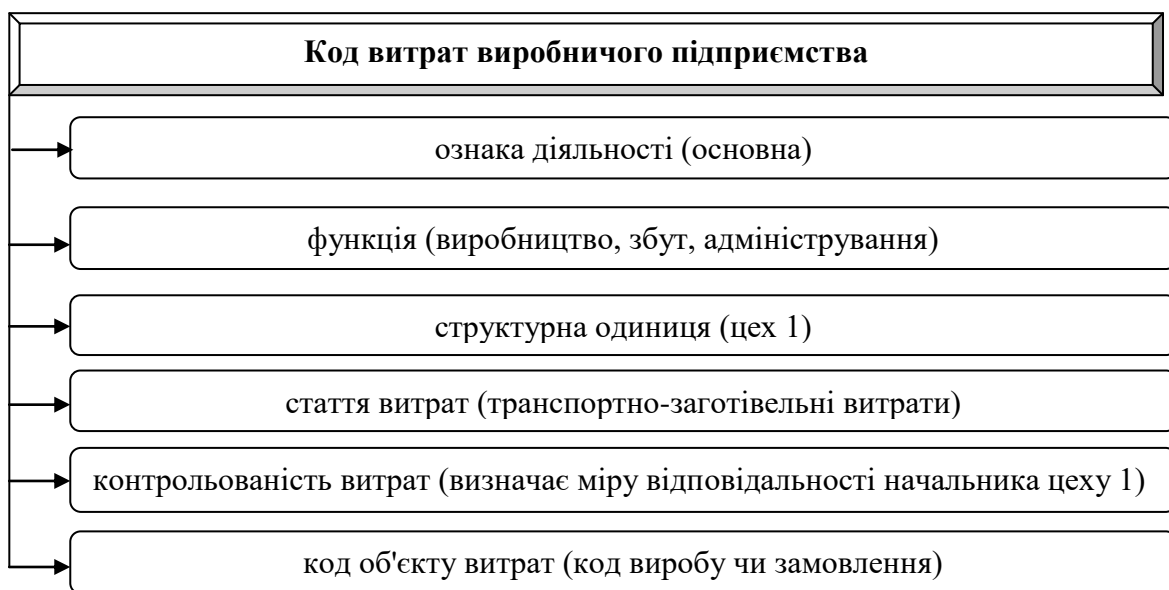 Код витрат виробничого підприємства
ознака діяльності (основна)
функція (виробництво, збут, адміністрування)
структурна одиниця (цех 1)
стаття витрат (транспортно-заготівельні витрати)
контрольованість витрат (визначає міру відповідальності начальника цеху 1)
код об'єкту витрат (код виробу чи замовлення)